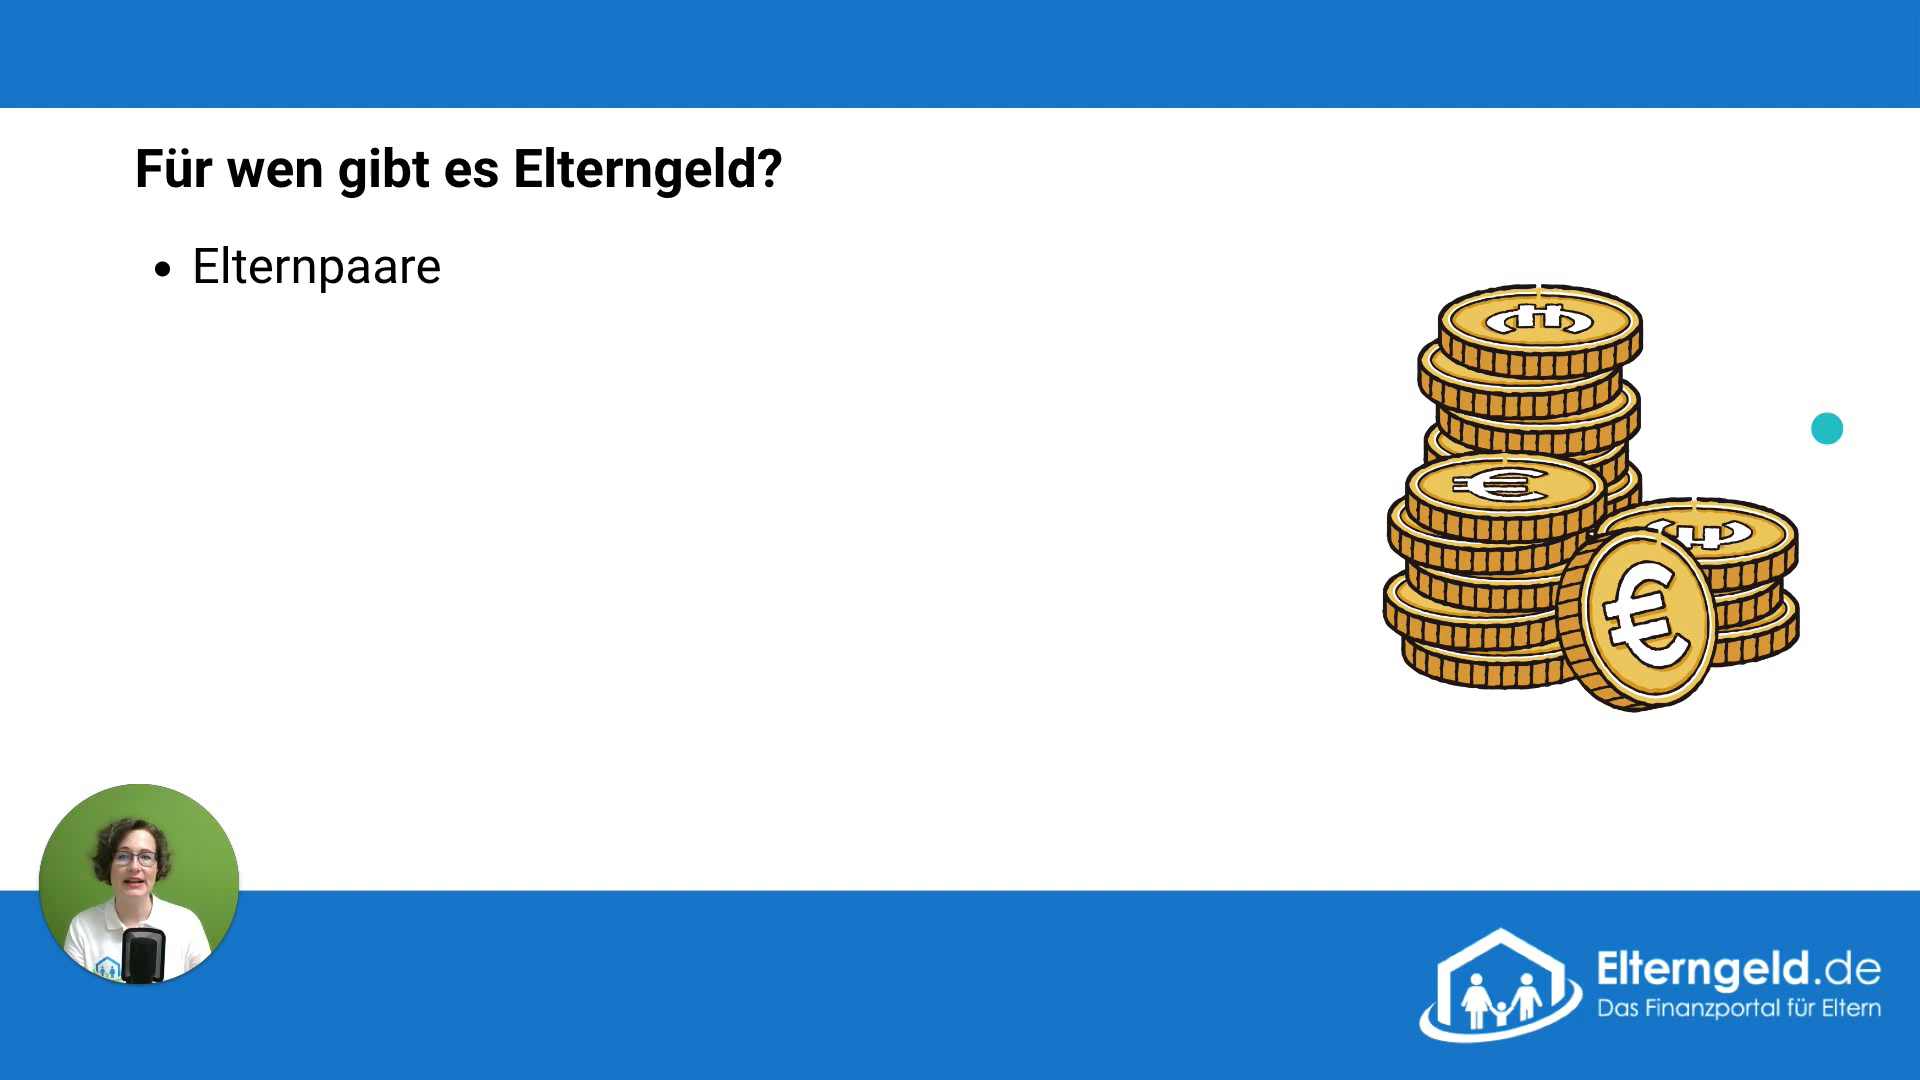 Für wen gibt es Elterngeld?
• Elternpaare
€
€
€
€
Elterngeld.de
Das Finanzportal für Eltern